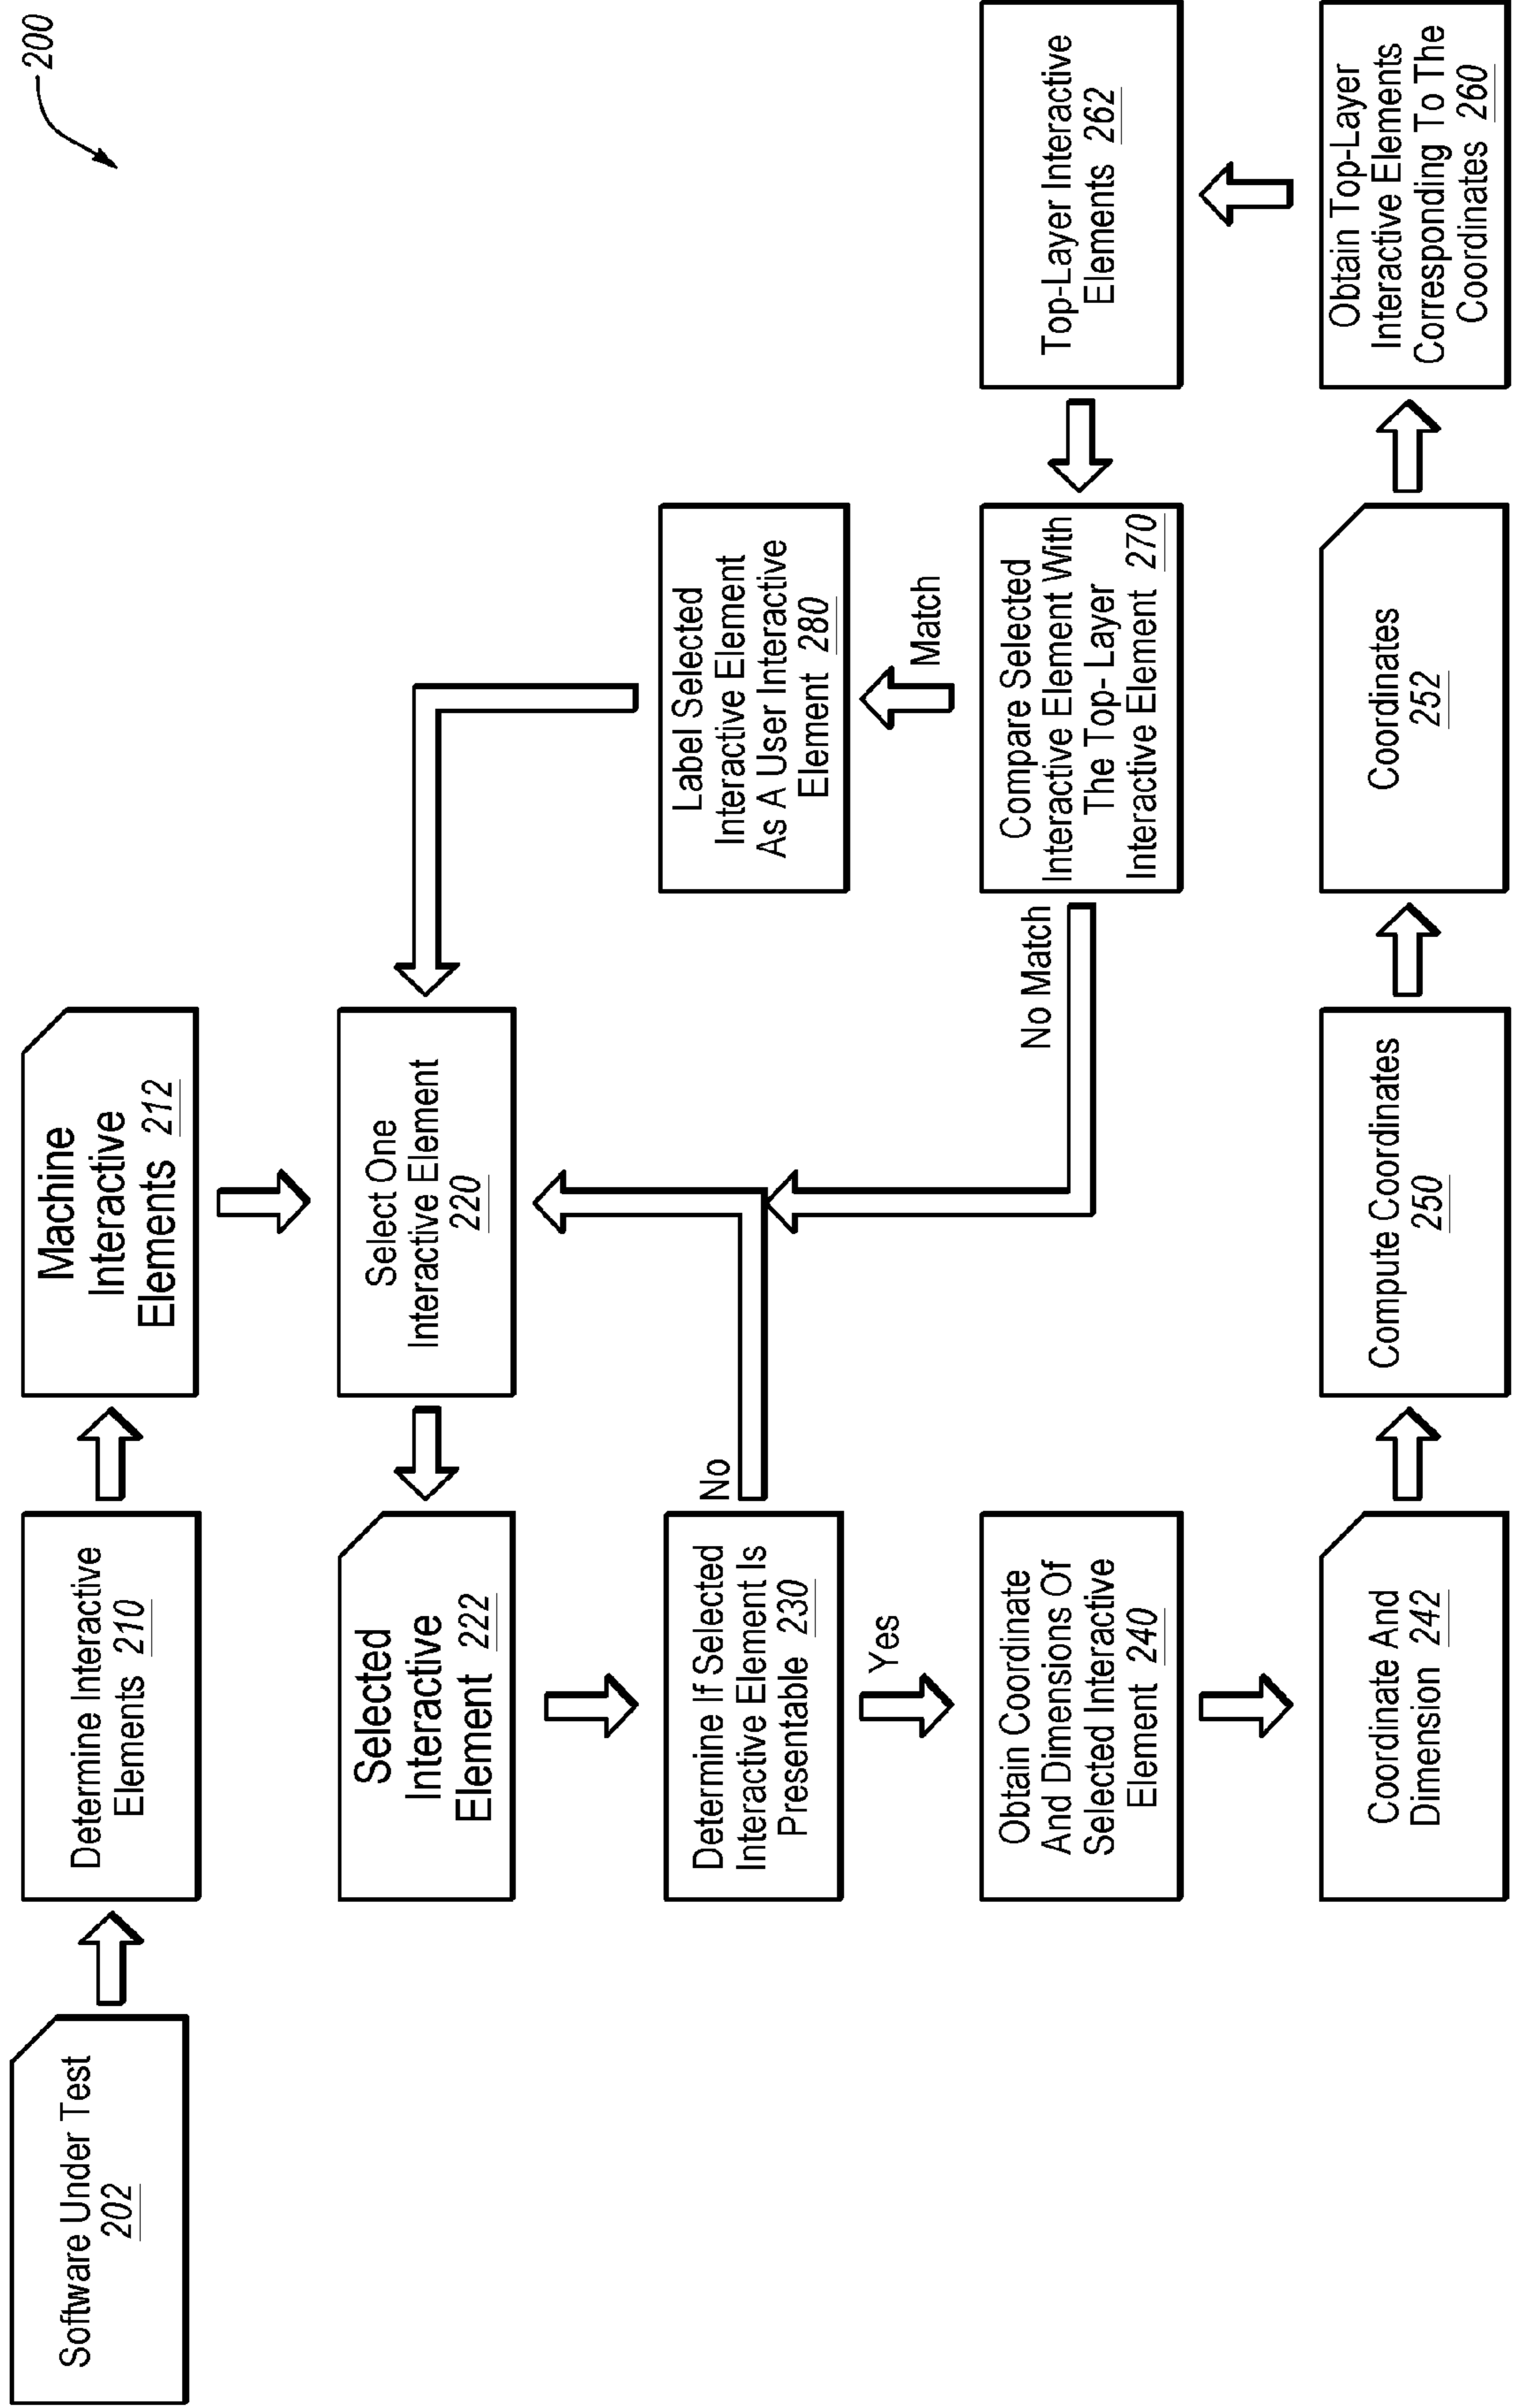 200
Software Under Test
202
Determine Interactive
Elements 210
Machine
Interactive
Elements 212
Select One
Interactive Element
220
Selected
Interactive
Element 222
Determine If Selected
Interactive Element Is
Presentable 230
No
Yes
Obtain Coordinate
And Dimensions Of
Selected Interactive
Element 240
Coordinate And
Dimension 242
Compute Coordinates
250
Coordinates
252
Obtain Top-Layer
Interactive Elements
Corresponding To The
Coordinates 260
Top-Layer Interactive
Elements 262
Compare Selected
Interactive Element With
The Top- Layer
Interactive Element 270
No Match
Match
Label Selected
Interactive Element
As A User Interactive
Element 280